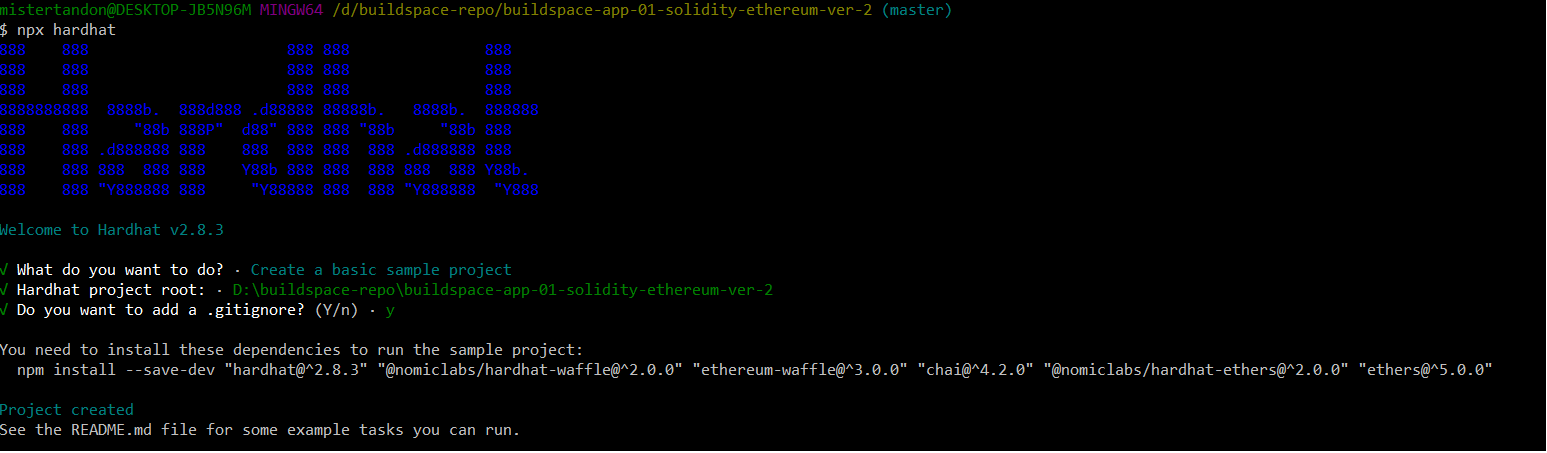 mistertandon@DESKTOP-JB5N96M MINGW64 /d/buildspace-repo/buildspace-app-01-solidity-ethereum-ver-2 (master)
$ npx hardhat
888    888                      888 888               888
888    888                      888 888               888
888    888                      888 888               888
8888888888  8888b.  888d888 .d88888 88888b.   8888b.  888888
888    888     "88b 888P"  d88" 888 888 "88b     "88b 888
888    888 .d888888 888    888  888 888  888 .d888888 888
888    888 888  888 888    Y88b 888 888  888 888  888 Y88b.
888    888 "Y888888 888     "Y88888 888  888 "Y888888  "Y888
Welcome to Hardhat v2.8.3
√ What do you want to do? · Create a basic sample project
√ Hardhat project root: · D:\buildspace-repo\buildspace-app-01-solidity-ethereum-ver-2
√ Do you want to add a .gitignore? (Y/n) · y
You need to install these dependencies to run the sample project:
  npm install --save-dev "hardhat@^2.8.3" "@nomiclabs/hardhat-waffle@^2.0.0" "ethereum-waffle@^3.0.0" "chai@^4.2.0" "@nomiclabs/hardhat-ethers@^2.0.0" "ethers@^5.0.0"
Project created
See the README.md file for some example tasks you can run.